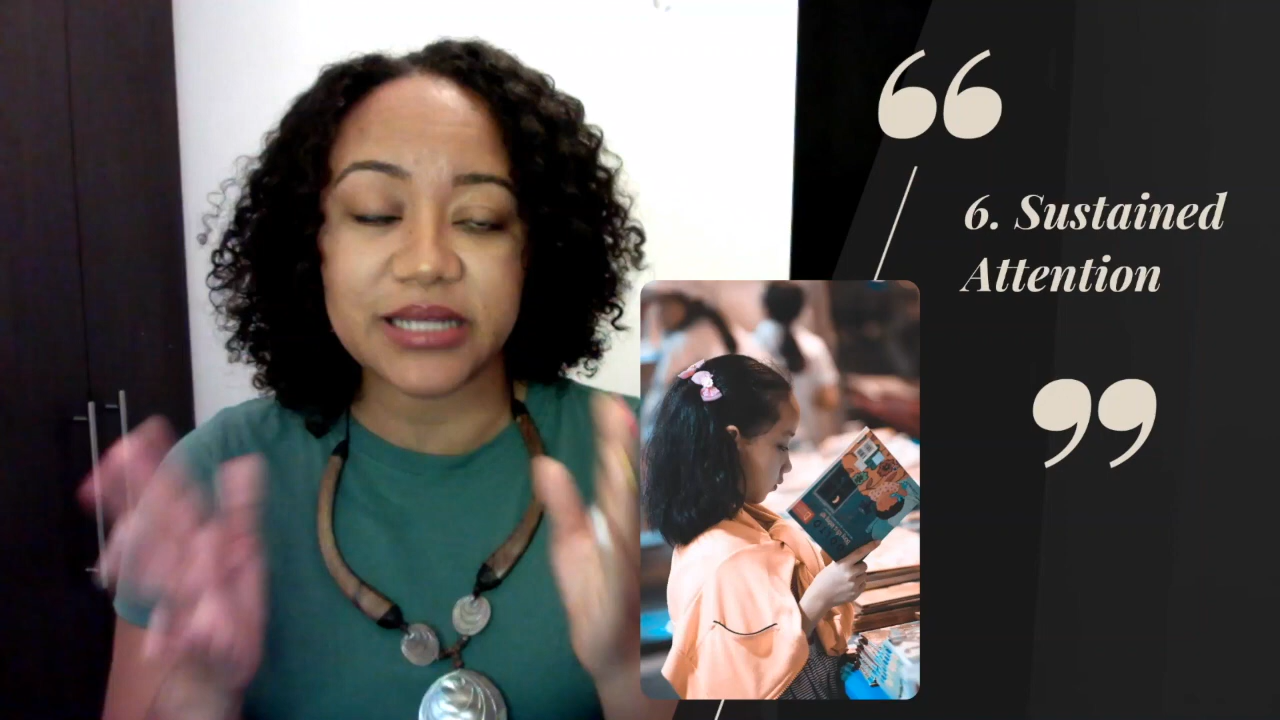 “
6. Sustained
Attention
”